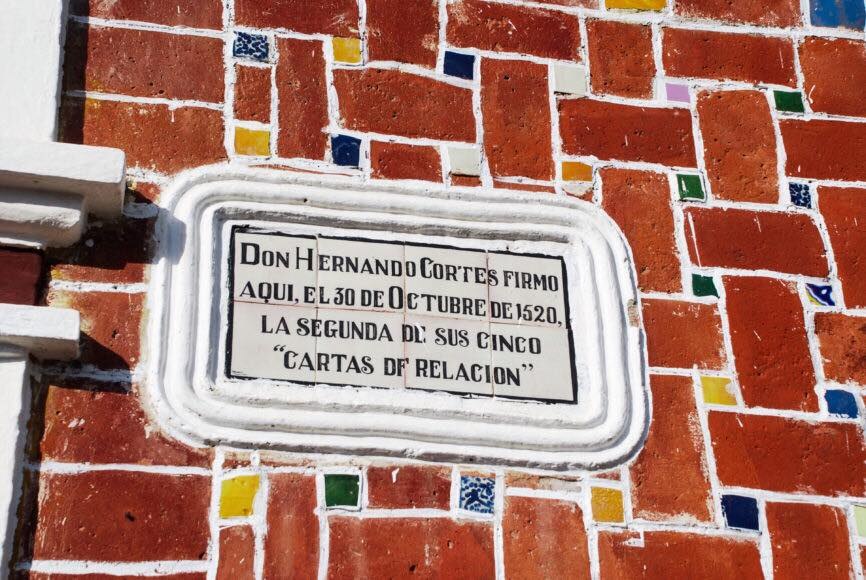 DON HERNANDO CORTES FIRMO
AQUI, EL 30 DE OCTUBRE DE 1520,
LA SEGUNDA DE SUS CINCO
“CARTAS DE RELACION”